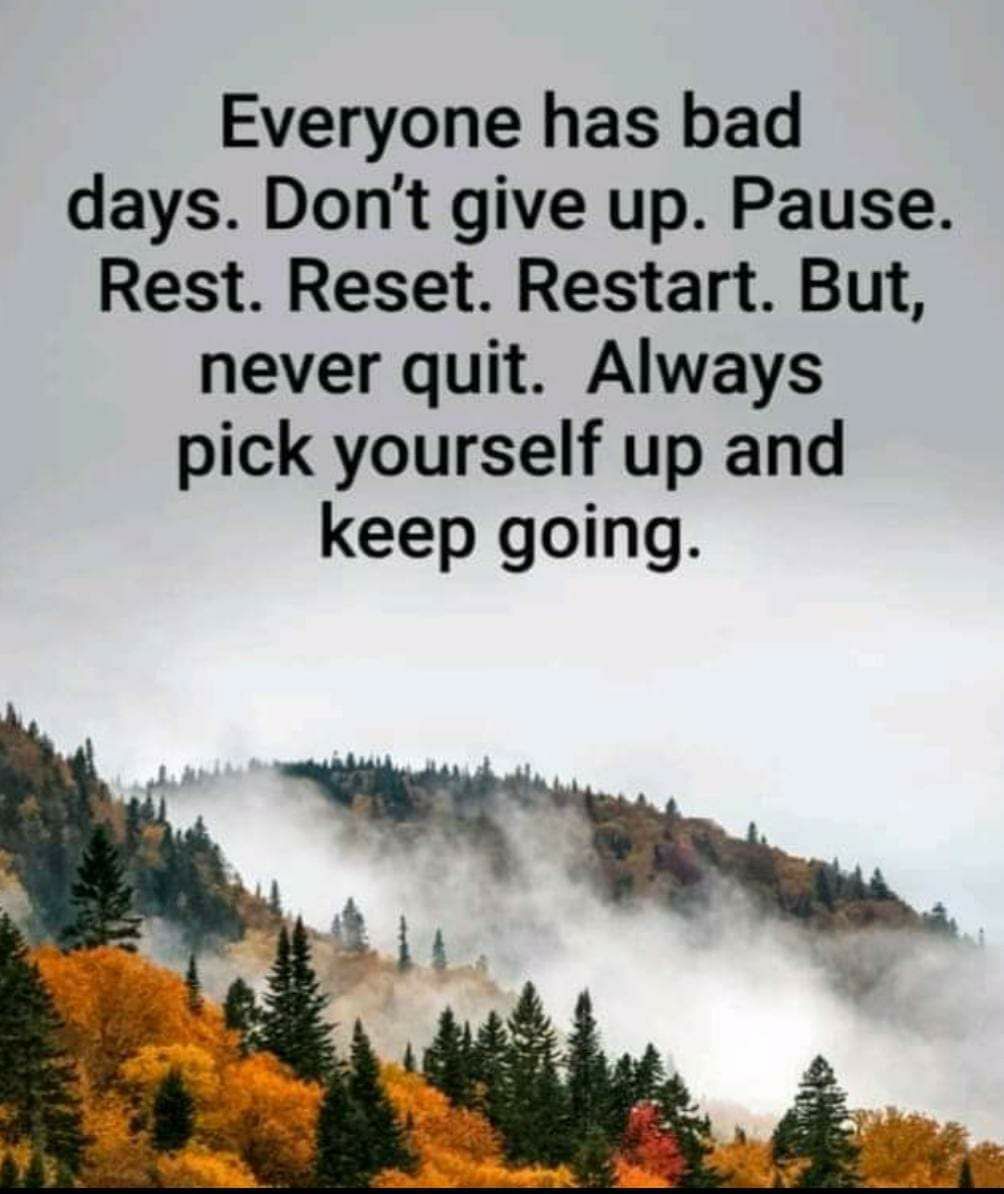 Everyone has bad
days. Don't give up. Pause.
Rest. Reset. Restart. But,
never quit.  Always
pick yourself up and
keep going.